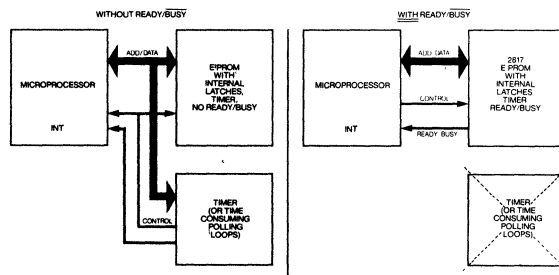 WITHOUT READY/BUSY
ADD/DATA
MICROPROCESSOR
INT
E²PROM
WITH
INTERNAL
LATCHES,
TIMER,
NO READY/BUSY
CONTROL
TIMER
(OR TIME
CONSUMING
POLLING
LOOPS)
WITH READY/BUSY
ADD DATA
MICROPROCESSOR
INT
CONTROL
READY BUSY
2817
E PROM
WITH
INTERNAL
LATCHES
TIMER
READY/BUSY
TIMER
(OR TIME
CONSUMING
POLLING
LOOPS)